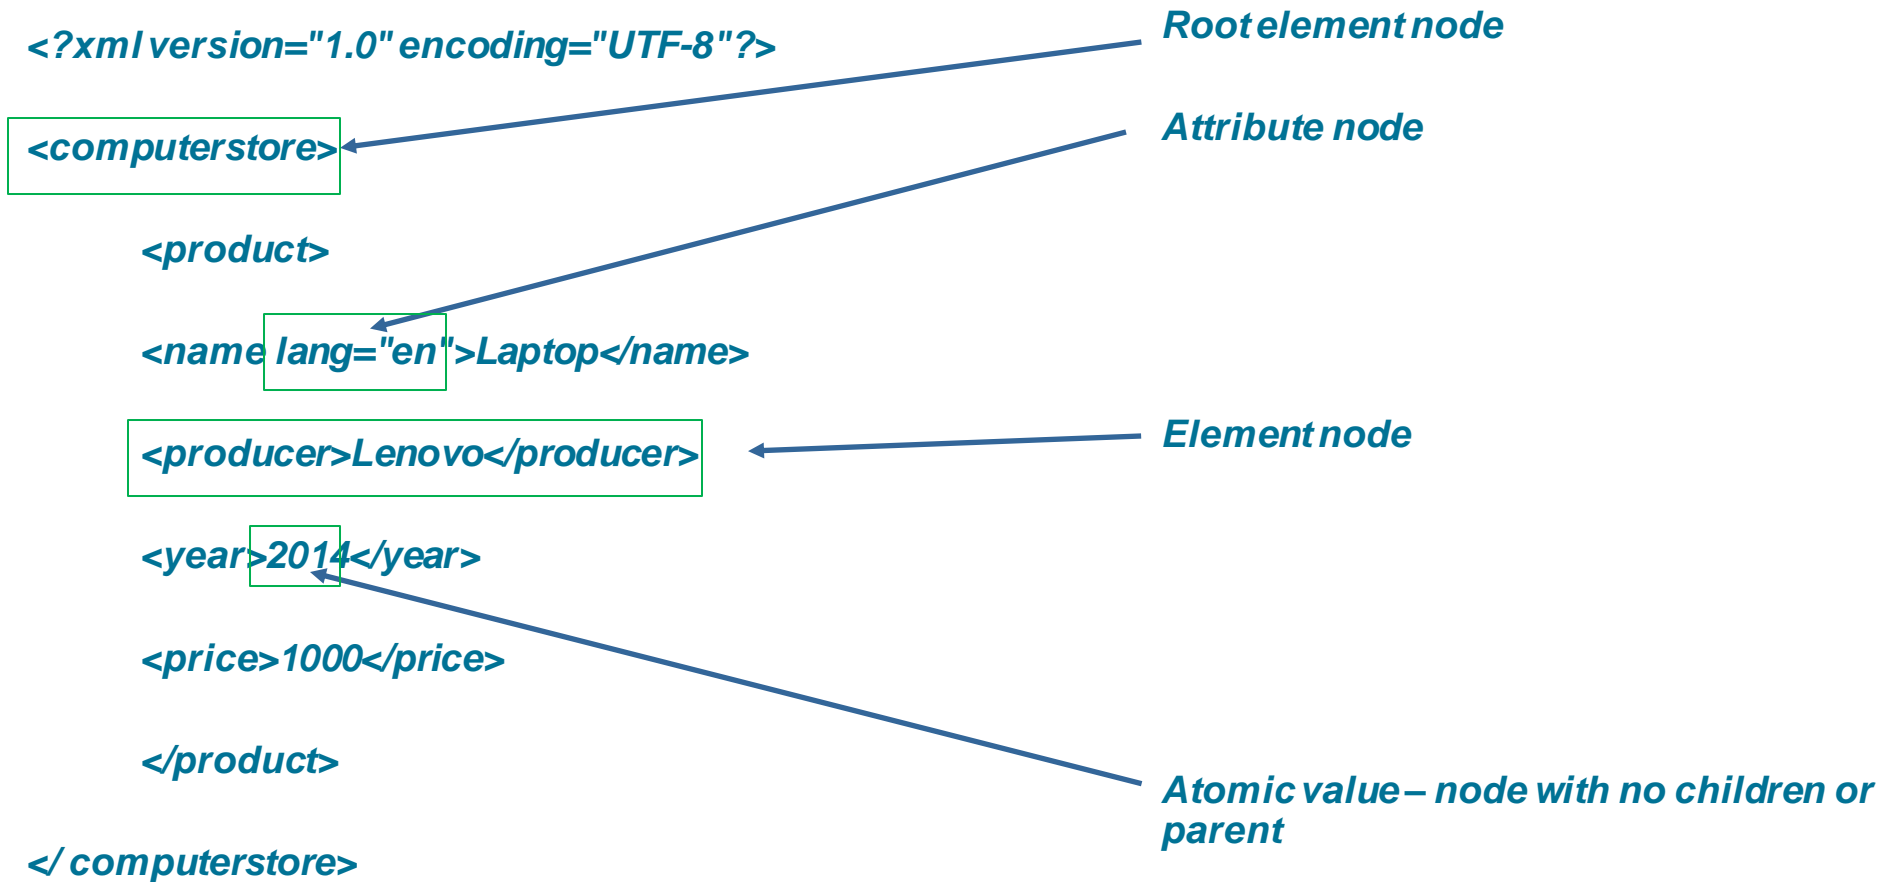 <?xml version="1.0" encoding="UTF-8"?>
Root element node
<computerstore>
Attribute node
<product>
<name lang="en">Laptop</name>
<producer>Lenovo</producer>
Element node
<year>2014</year>
<price>1000</price>
</product>
Atomic value – node with no children or
parent
</ computerstore>